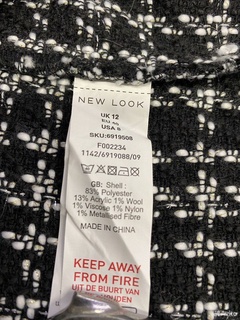 NEW LOOK
UK 12
USA 8
SKU:6919508
F002234
1142/6919088/09
GB: Shell :
83% Polyester
13% Acrylic 1% Wool
1% Viscose 1% Nylon
1% Metallised Fibre
MADE IN CHINA
KEEP AWAY
FROM FIRE
UIT DE BUURT VAN
HOUDEN